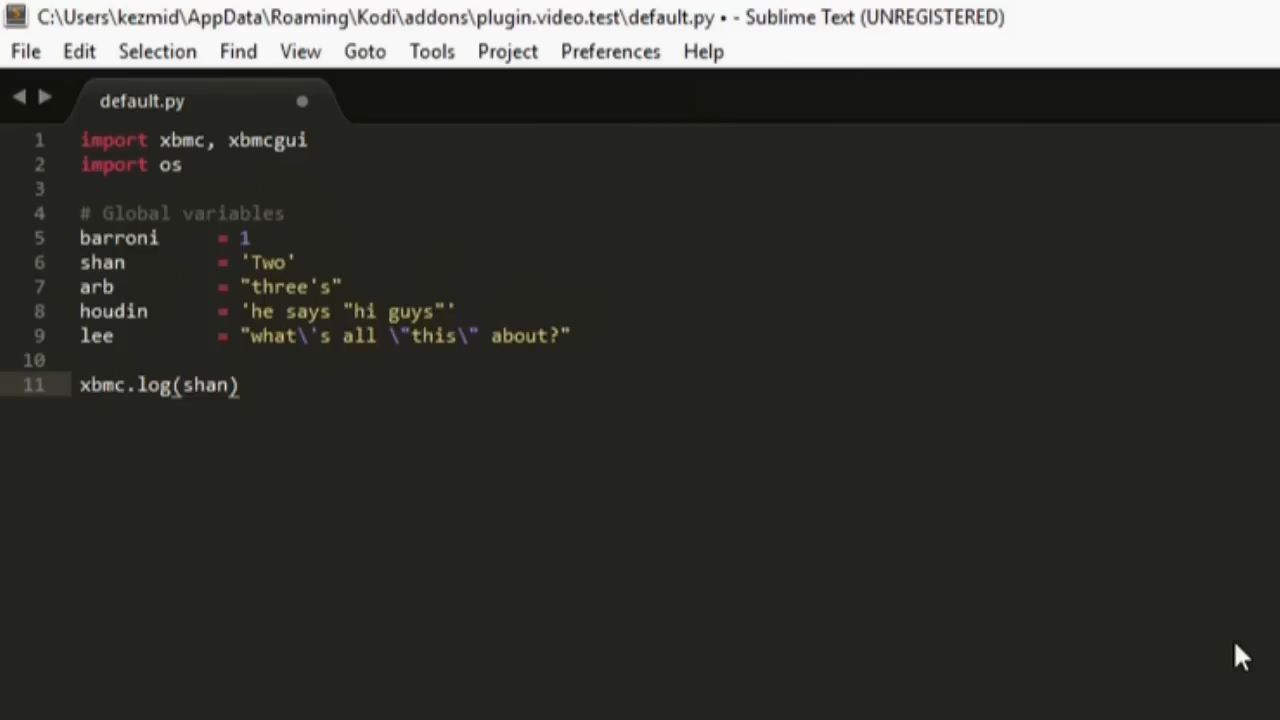 C:\Users\kezmid\AppData\Roaming\Kodi\addons\plugin.video.test\default.py • - Sublime Text (UNREGISTERED)
File Edit Selection Find View Goto Tools Project Preferences Help
default.py
1 import xbmc, xbmcgui
2 import os
3
4 # Global variables
5 barroni = 1
6 shan = 'Two'
7 arb = "three's"
8 houdin = 'he says "hi guys"'
9 lee = "what\'s all \"this\" about?"
10
11 xbmc.log(shan)